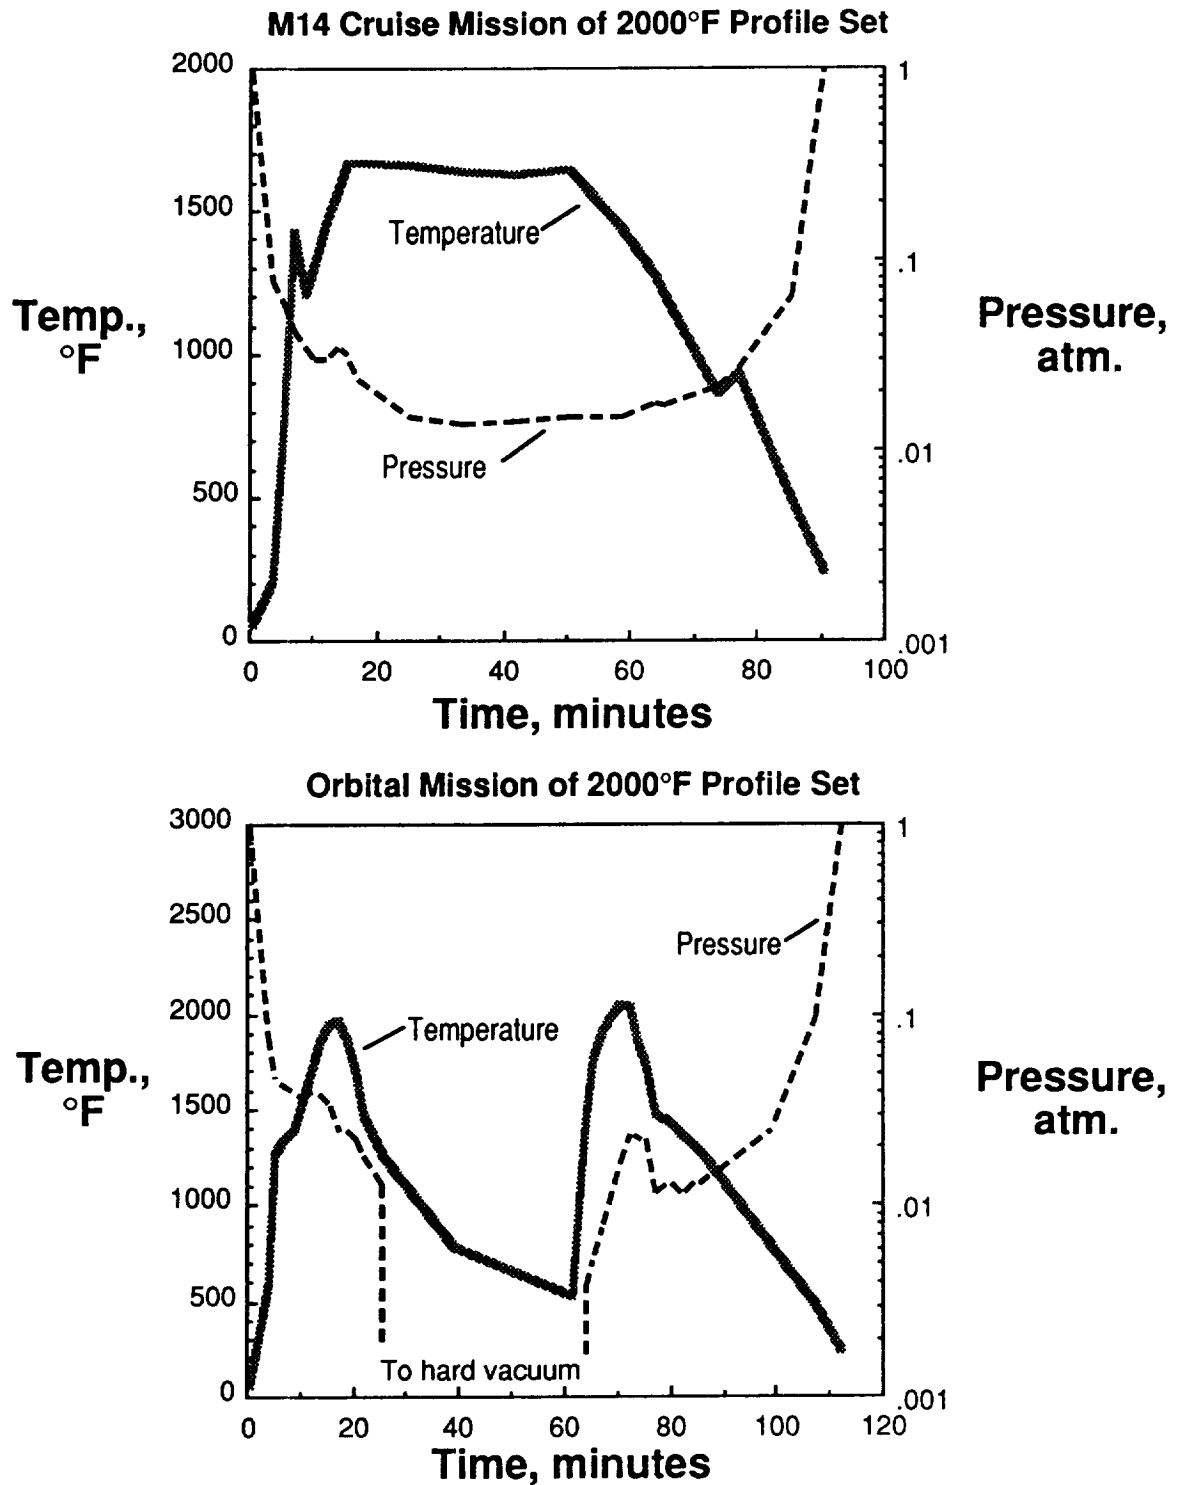 M14 Cruise Mission of 2000°F Profile Set
2000
1
1500
Temperature
.1
Temp.,
°F
Pressure,
atm.
1000
Pressure
.01
500
0
.001
0 20 40 60 80 100
Time, minutes
Orbital Mission of 2000°F Profile Set
3000
1
2500
Pressure
2000
Temperature
.1
Temp.,
°F
Pressure,
atm.
1500
1000
.01
500
To hard vacuum
0
.001
0 20 40 60 80 100 120
Time, minutes